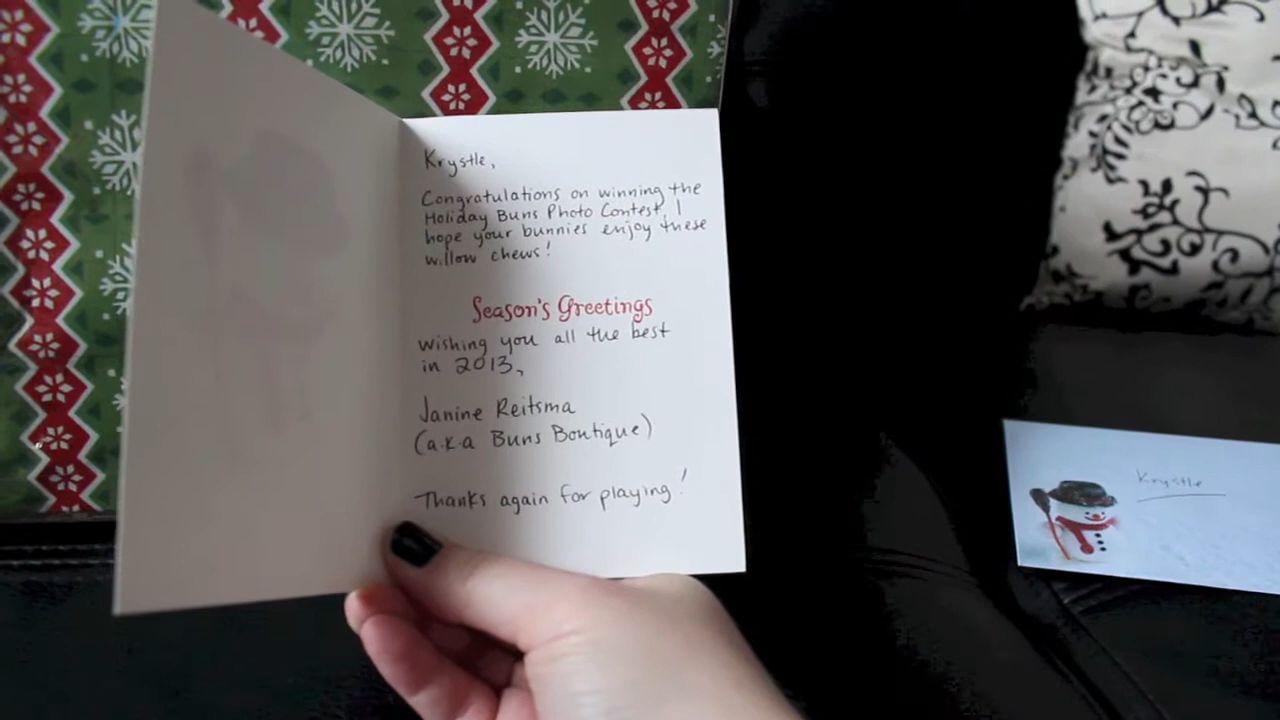 Krystle,
Congratulations on winning the
Holiday Buns Photo Contest. I
hope your bunnies enjoy these
willow chews!
Season's Greetings
wishing you all the best
in 2013,
Janine Reitsma
(a.k.a Buns Boutique)
Thanks again for playing!
Krystle